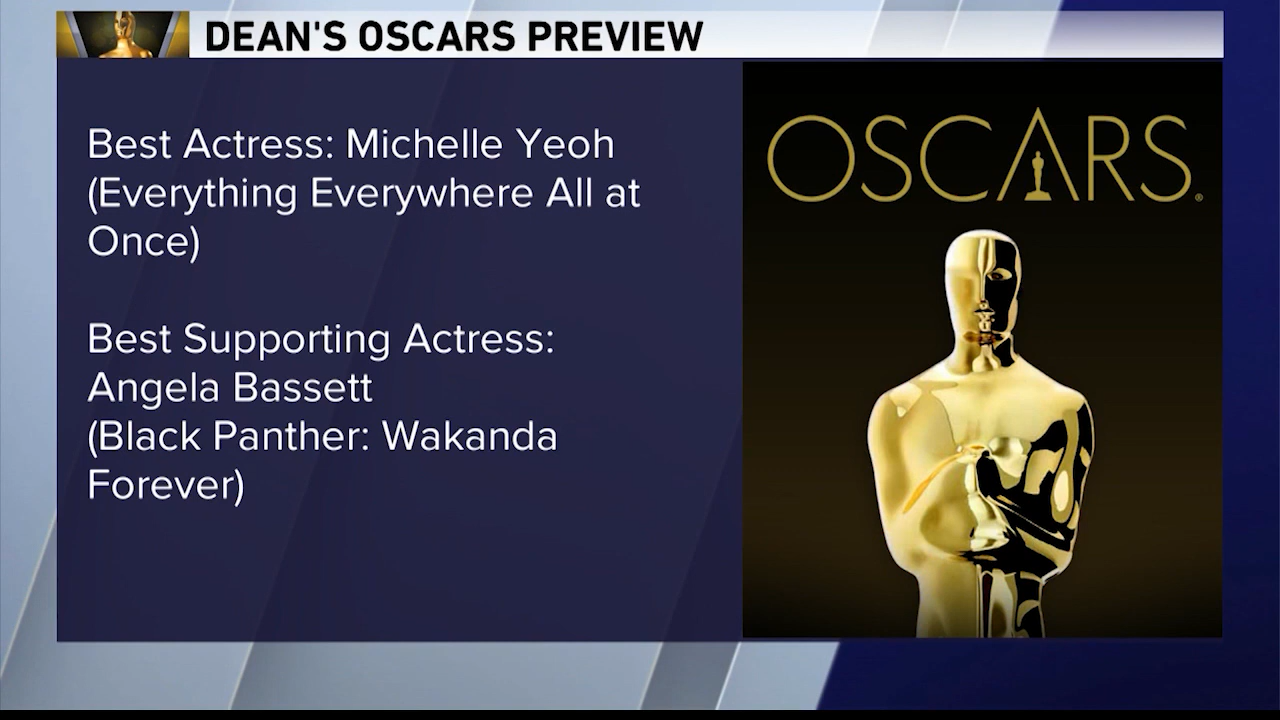 DEAN'S OSCARS PREVIEW
Best Actress: Michelle Yeoh
(Everything Everywhere All at
Once)
Best Supporting Actress:
Angela Bassett
(Black Panther: Wakanda
Forever)
OSCARS®